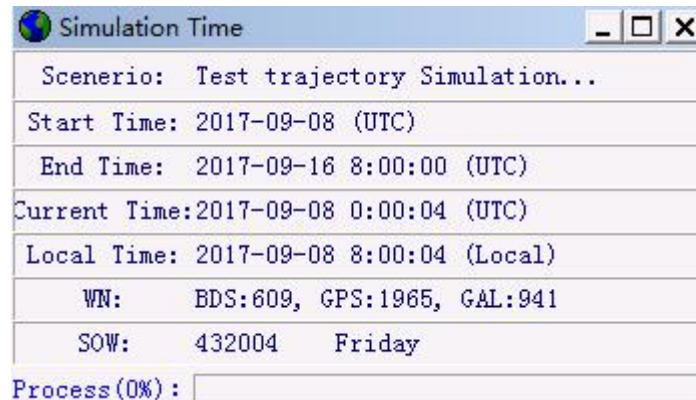 Simulation Time
Scenerio: Test trajectory Simulation...
Start Time: 2017-09-08 (UTC)
End Time: 2017-09-16 8:00:00 (UTC)
Current Time:2017-09-08 0:00:04 (UTC)
Local Time: 2017-09-08 8:00:04 (Local)
WN: BDS:609, GPS:1965, GAL:941
SOW: 432004 Friday
Process(0%):